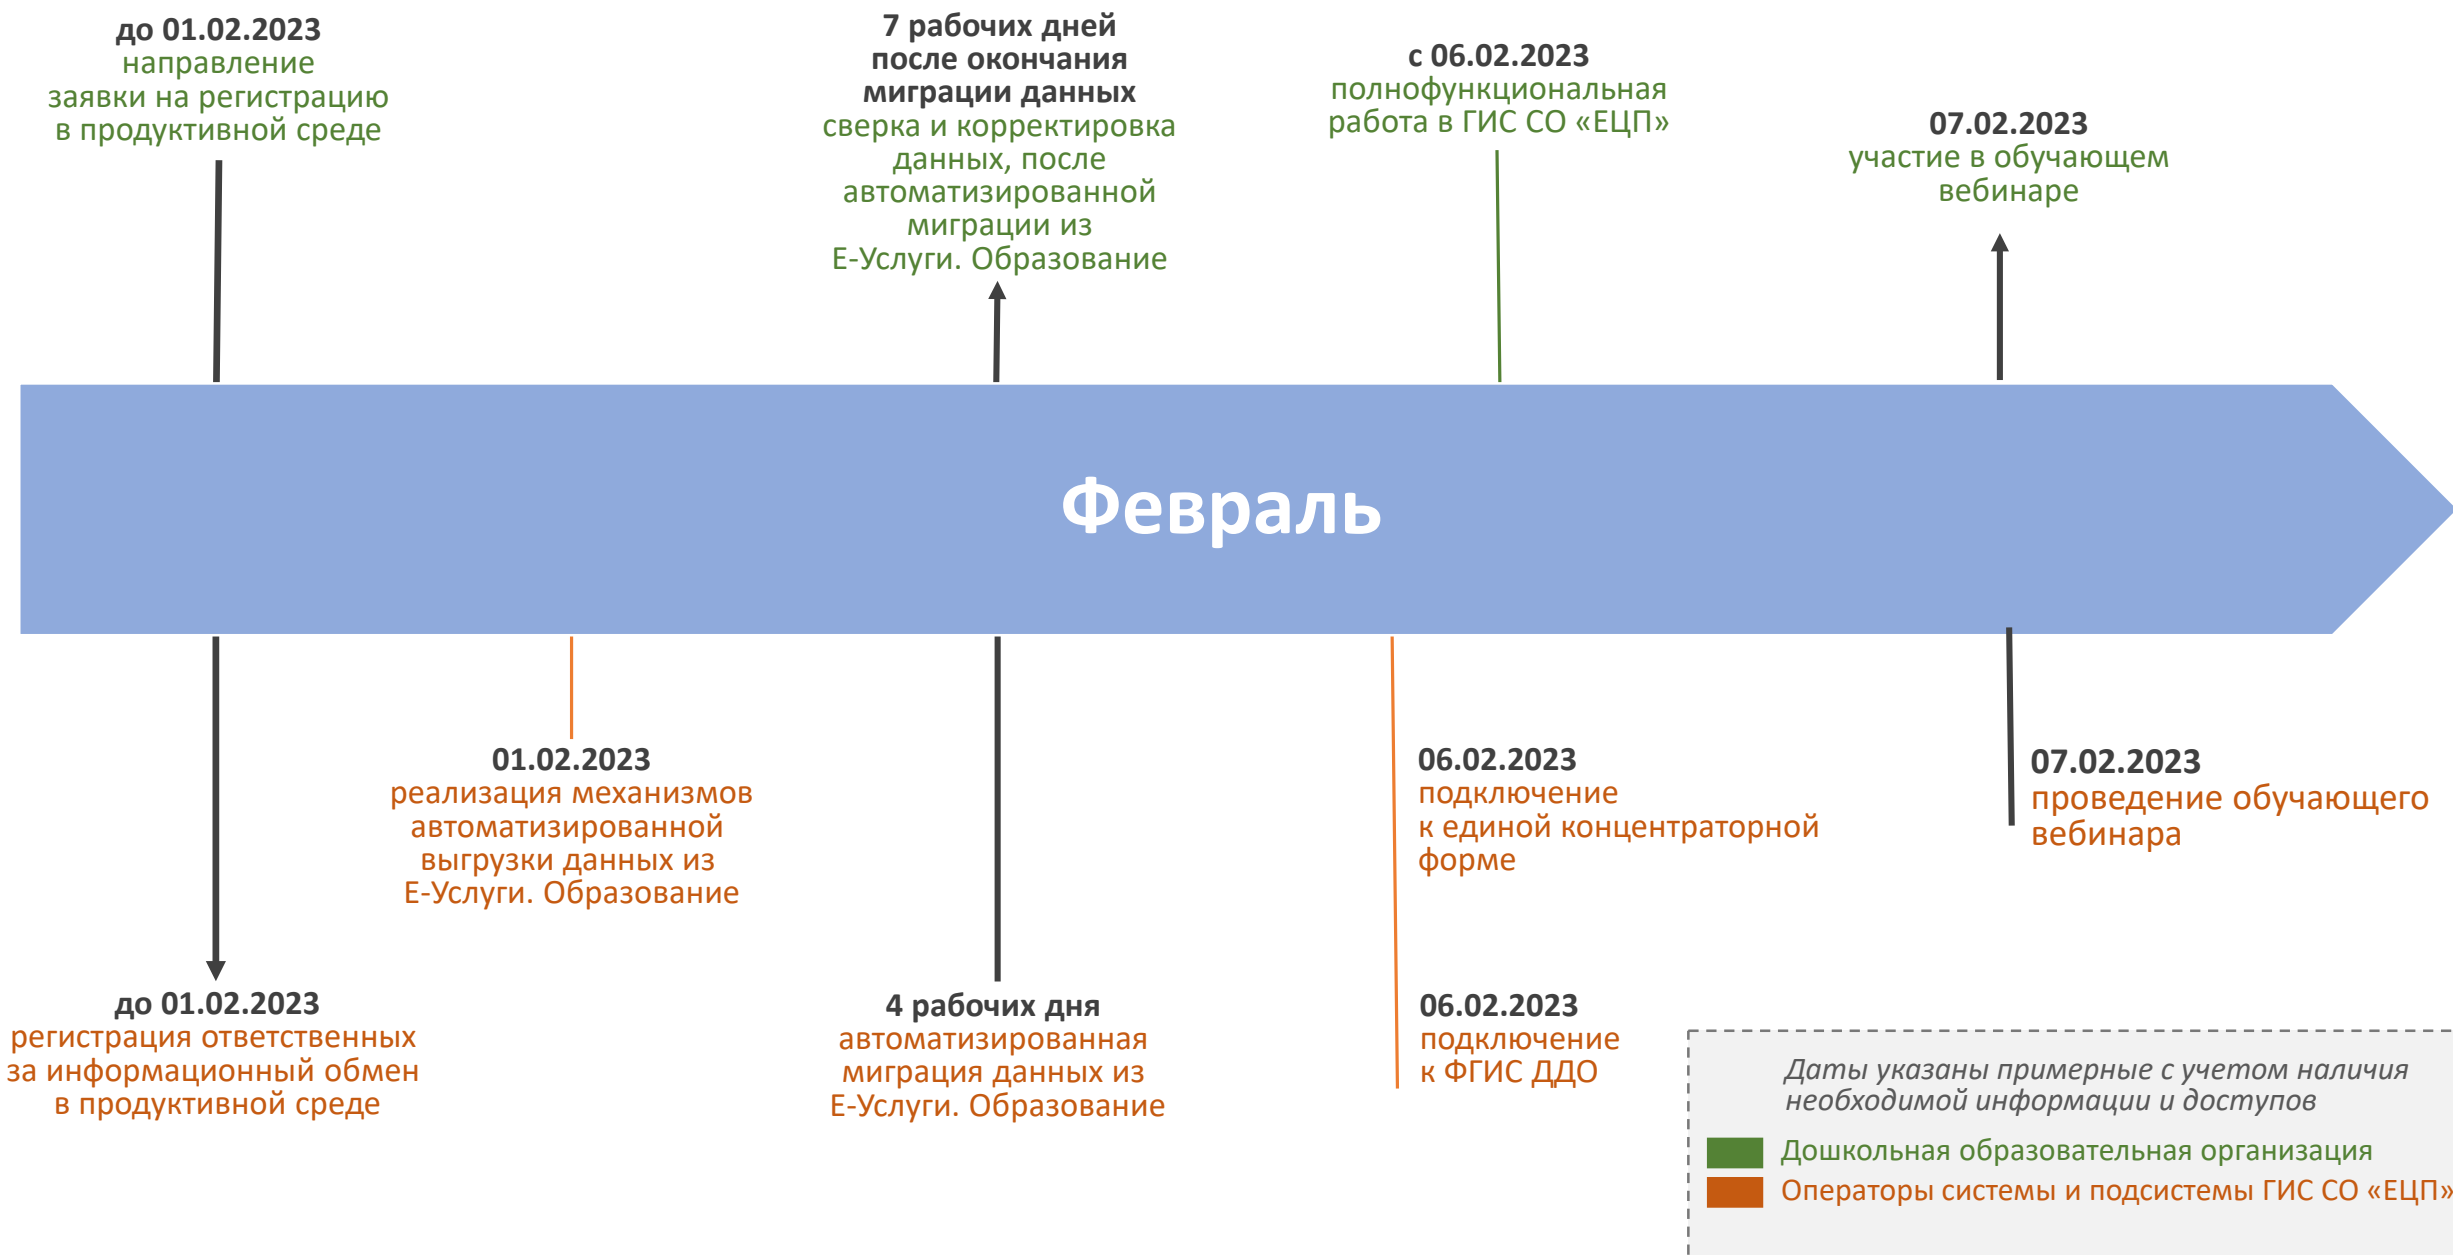 до 01.02.2023
направление
заявки на регистрацию
в продуктивной среде
7 рабочих дней
после окончания
миграции данных
сверка и корректировка
данных, после
автоматизированной
миграции из
Е-Услуги. Образование
с 06.02.2023
полнофункциональная
работа в ГИС СО «ЕЦП»
07.02.2023
участие в обучающем
вебинаре
Февраль
до 01.02.2023
регистрация ответственных
за информационный обмен
в продуктивной среде
01.02.2023
реализация механизмов
автоматизированной
выгрузки данных из
Е-Услуги. Образование
4 рабочих дня
автоматизированная
миграция данных из
Е-Услуги. Образование
06.02.2023
подключение
к единой концентраторной
форме
06.02.2023
подключение
к ФГИС ДДО
07.02.2023
проведение обучающего
вебинара
Даты указаны примерные с учетом наличия
необходимой информации и доступов
Дошкольная образовательная организация
Операторы системы и подсистемы ГИС СО «ЕЦП»